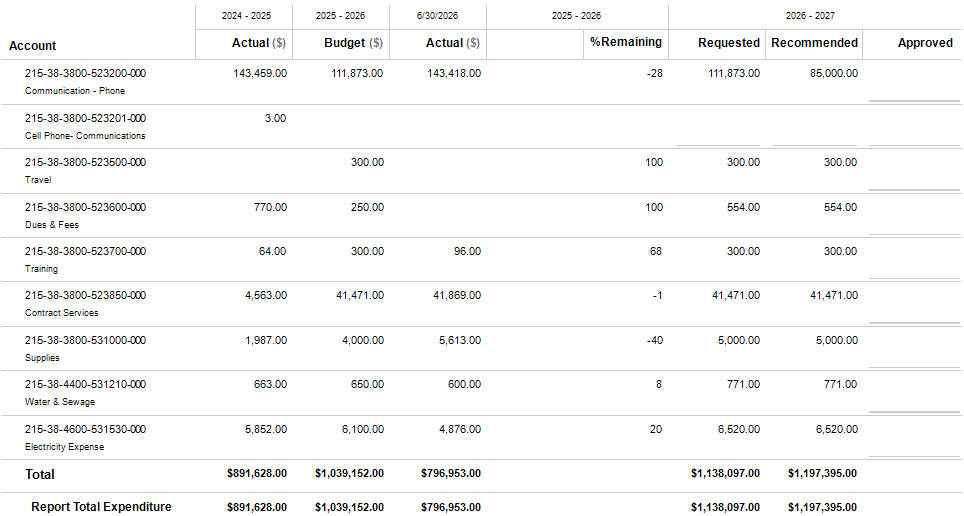 2024 - 2025 2025 - 2026 6/30/2026 2025 - 2026 2026 - 2027
Account Actual ($) Budget ($) Actual ($) %Remaining Requested Recommended Approved
215-38-3800-523200-000 143,459.00 111,873.00 143,418.00 -28 111,873.00 85,000.00
Communication - Phone
215-38-3800-523201-000 3.00
Cell Phone- Communications
215-38-3800-523500-000 300.00 100 300.00 300.00
Travel
215-38-3800-523600-000 770.00 250.00 100 554.00 554.00
Dues & Fees
215-38-3800-523700-000 64.00 300.00 96.00 68 300.00 300.00
Training
215-38-3800-523850-000 4,563.00 41,471.00 41,869.00 -1 41,471.00 41,471.00
Contract Services
215-38-3800-531000-000 1,987.00 4,000.00 5,613.00 -40 5,000.00 5,000.00
Supplies
215-38-4400-531210-000 663.00 650.00 600.00 8 771.00 771.00
Water & Sewage
215-38-4600-531530-000 5,852.00 6,100.00 4,876.00 20 6,520.00 6,520.00
Electricity Expense
Total $891,628.00 $1,039,152.00 $796,953.00 $1,138,097.00 $1,197,395.00
Report Total Expenditure $891,628.00 $1,039,152.00 $796,953.00 $1,138,097.00 $1,197,395.00